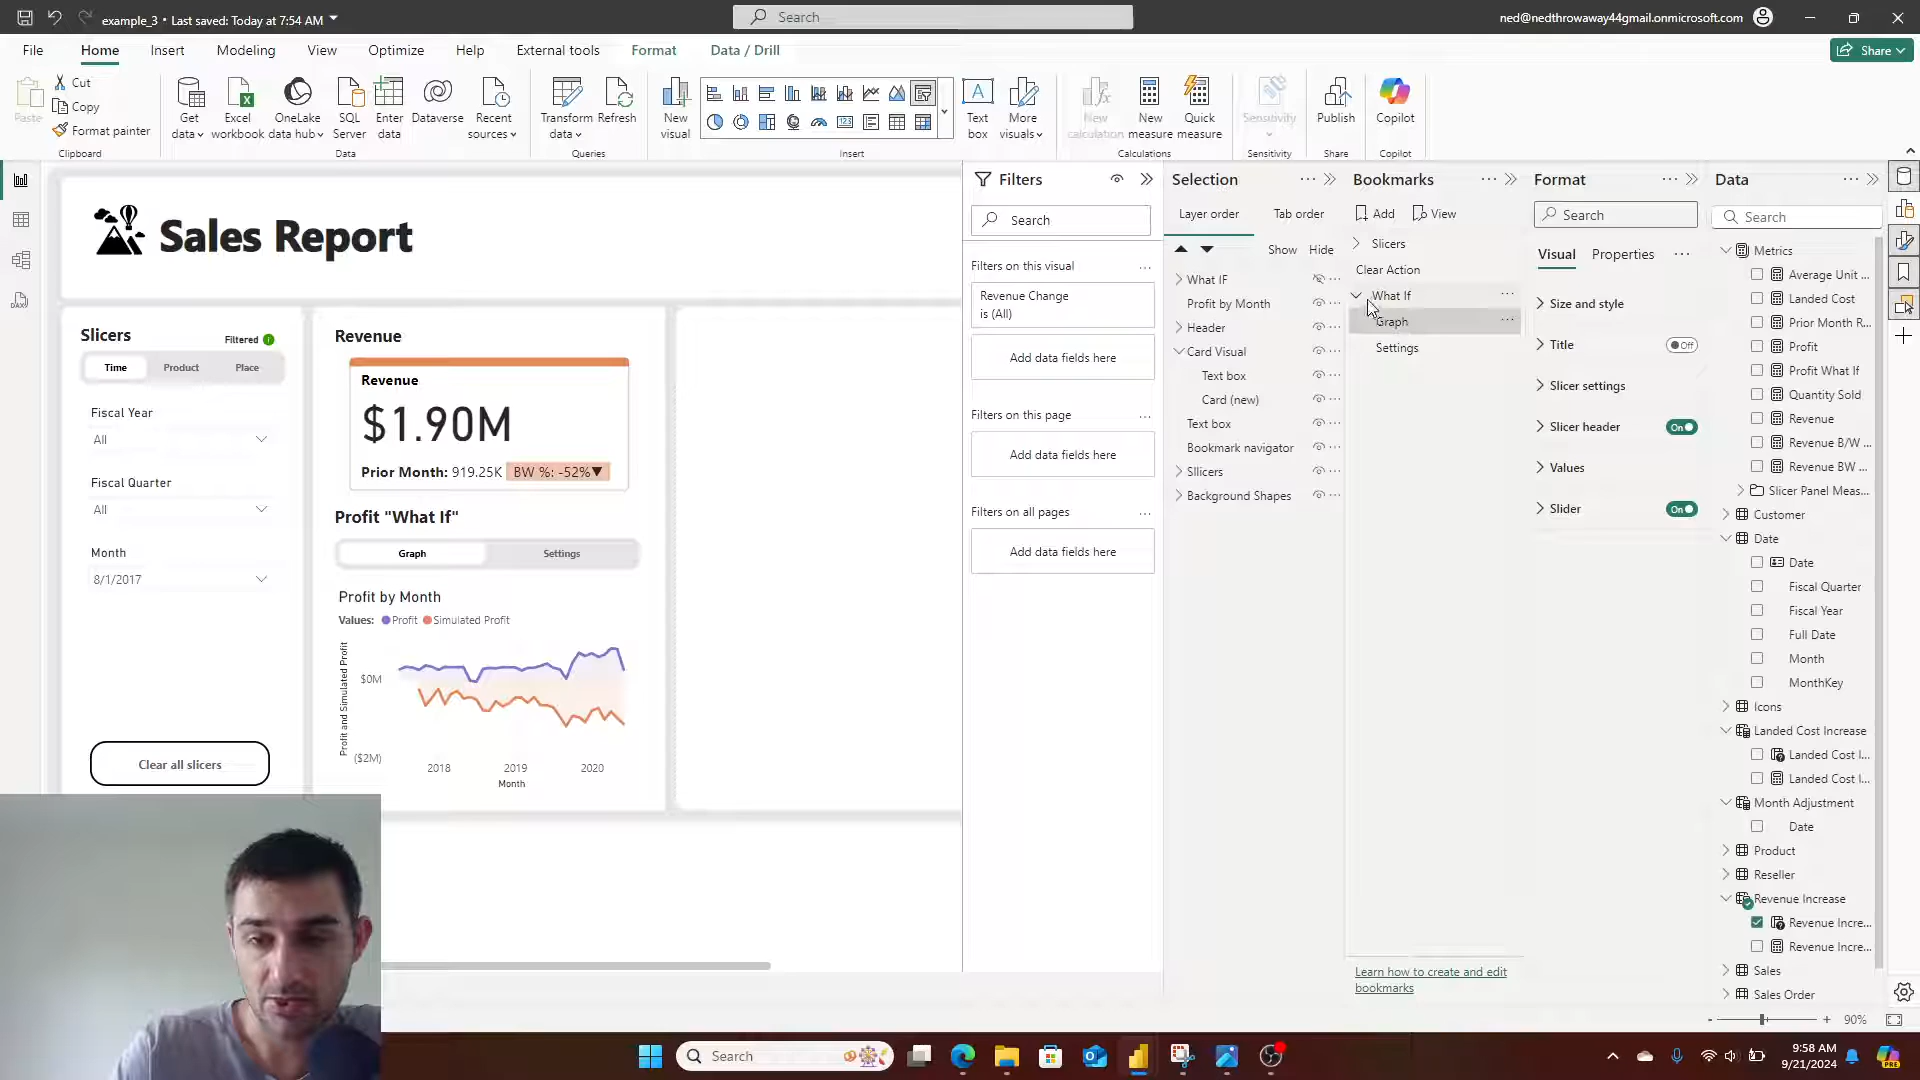 example_3 • Last saved: Today at 7:54 AM
Search
ned@nedthrowaway44gmail.onmicrosoft.com
File
Home
Insert
Modeling
View
Optimize
Help
External tools
Format
Data / Drill
Share
Paste
Cut
Copy
Format painter
Clipboard
Get data
Excel workbook
OneLake data hub
SQL Server
Enter data
Dataverse
Recent sources
Data
Transform data
Refresh
Queries
New visual
Text box
More visuals
Insert
New calculation
New measure
Quick measure
Calculations
Sensitivity
Sensitivity
Publish
Share
Copilot
Copilot
Sales Report
Slicers
Filtered
Time
Product
Place
Fiscal Year
All
Fiscal Quarter
All
Month
8/1/2017
Clear all slicers
Revenue
Revenue
$1.90M
Prior Month: 919.25K BW %: -52%▼
Profit "What If"
Graph
Settings
Profit by Month
Values: Profit Simulated Profit
Profit and Simulated Profit
$0M
($2M)
2018
2019
2020
Month
Filters
Search
Filters on this visual
Revenue Change
is (All)
Add data fields here
Filters on this page
Add data fields here
Filters on all pages
Add data fields here
Selection
Layer order
Tab order
Show
Hide
What IF
Profit by Month
Header
Card Visual
Text box
Card (new)
Text box
Bookmark navigator
Sllicers
Background Shapes
Bookmarks
Add
View
Slicers
Clear Action
What If
Graph
Settings
Learn how to create and edit
bookmarks
Format
Search
Visual
Properties
Size and style
Title
Off
Slicer settings
Slicer header
On
Values
Slider
On
Data
Search
Metrics
Average Unit ...
Landed Cost
Prior Month R...
Profit
Profit What If
Quantity Sold
Revenue
Revenue B/W ...
Revenue BW ...
Slicer Panel Meas...
Customer
Date
Date
Fiscal Quarter
Fiscal Year
Full Date
Month
MonthKey
Icons
Landed Cost Increase
Landed Cost I...
Landed Cost I...
Month Adjustment
Date
Product
Reseller
Revenue Increase
Revenue Incre...
Revenue Incre...
Sales
Sales Order
- + 90%
Search
9:58 AM
9/21/2024